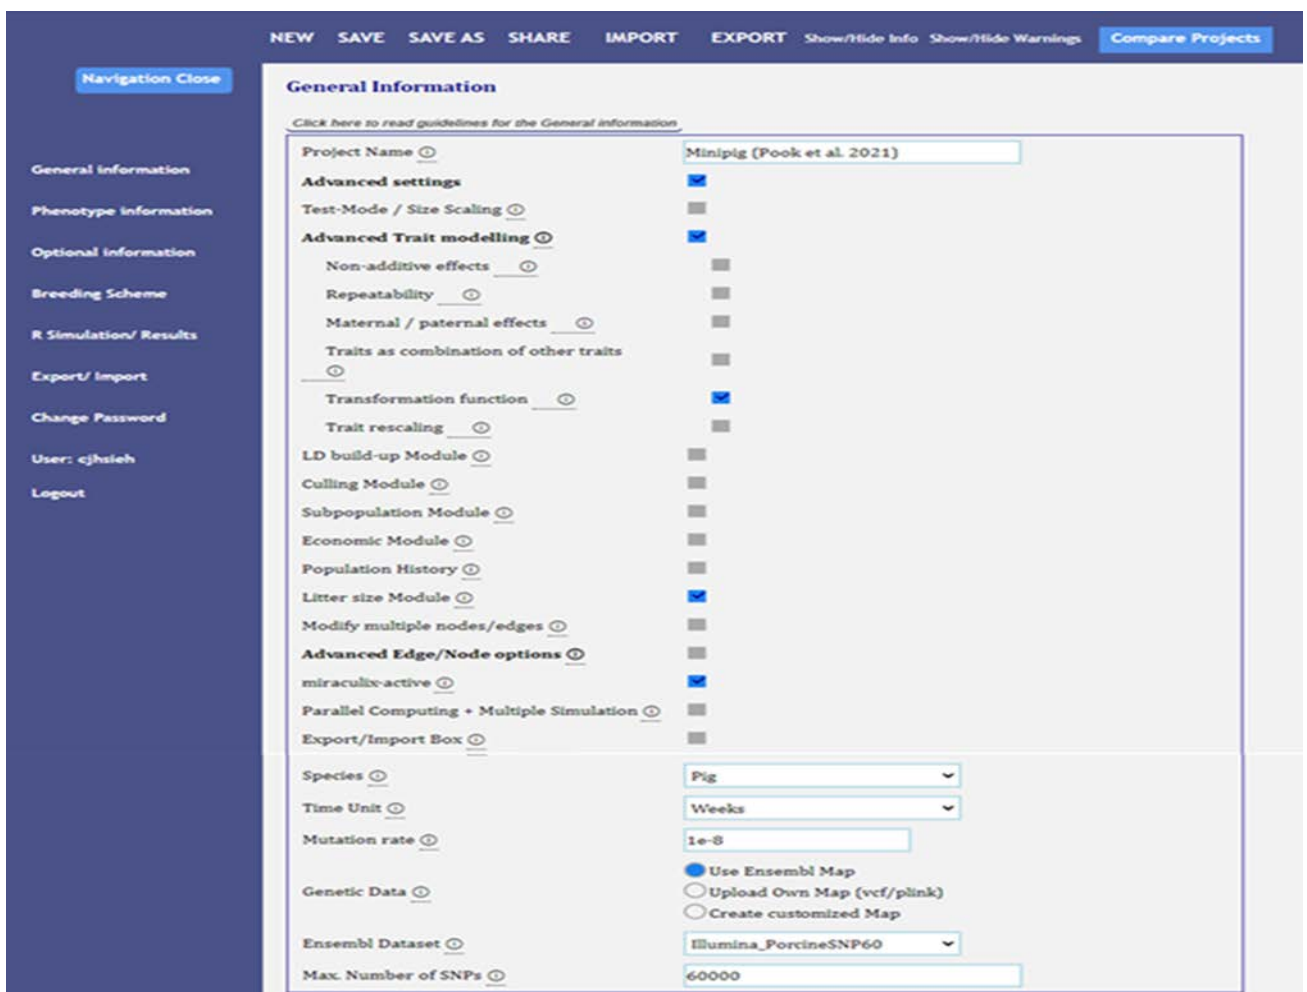 NEW SAVE SAVE AS SHARE IMPORT EXPORT Show/Hide Info Show/Hide Warnings Compare Projects
Navigation Close
General information
Phenotype information
Optional information
Breeding Scheme
R Simulation/ Results
Export/ Import
Change Password
User: cjhsieh
Logout
General Information
Click here to read guidelines for the General information
Project Name Minipig (Pook et al. 2021)
Advanced settings
Test-Mode / Size Scaling
Advanced Trait modelling
Non-additive effects
Repeatability
Maternal / paternal effects
Traits as combination of other traits
Transformation function
Trait rescaling
LD build-up Module
Culling Module
Subpopulation Module
Economic Module
Population History
Litter size Module
Modify multiple nodes/edges
Advanced Edge/Node options
miraculix-active
Parallel Computing + Multiple Simulation
Export/Import Box
Species Pig
Time Unit Weeks
Mutation rate 1e-8
Use Ensembl Map
Genetic Data Upload Own Map (vcf/plink)
Create customized Map
Ensembl Dataset Illumina_PorcineSNP60
Max. Number of SNPs 60000